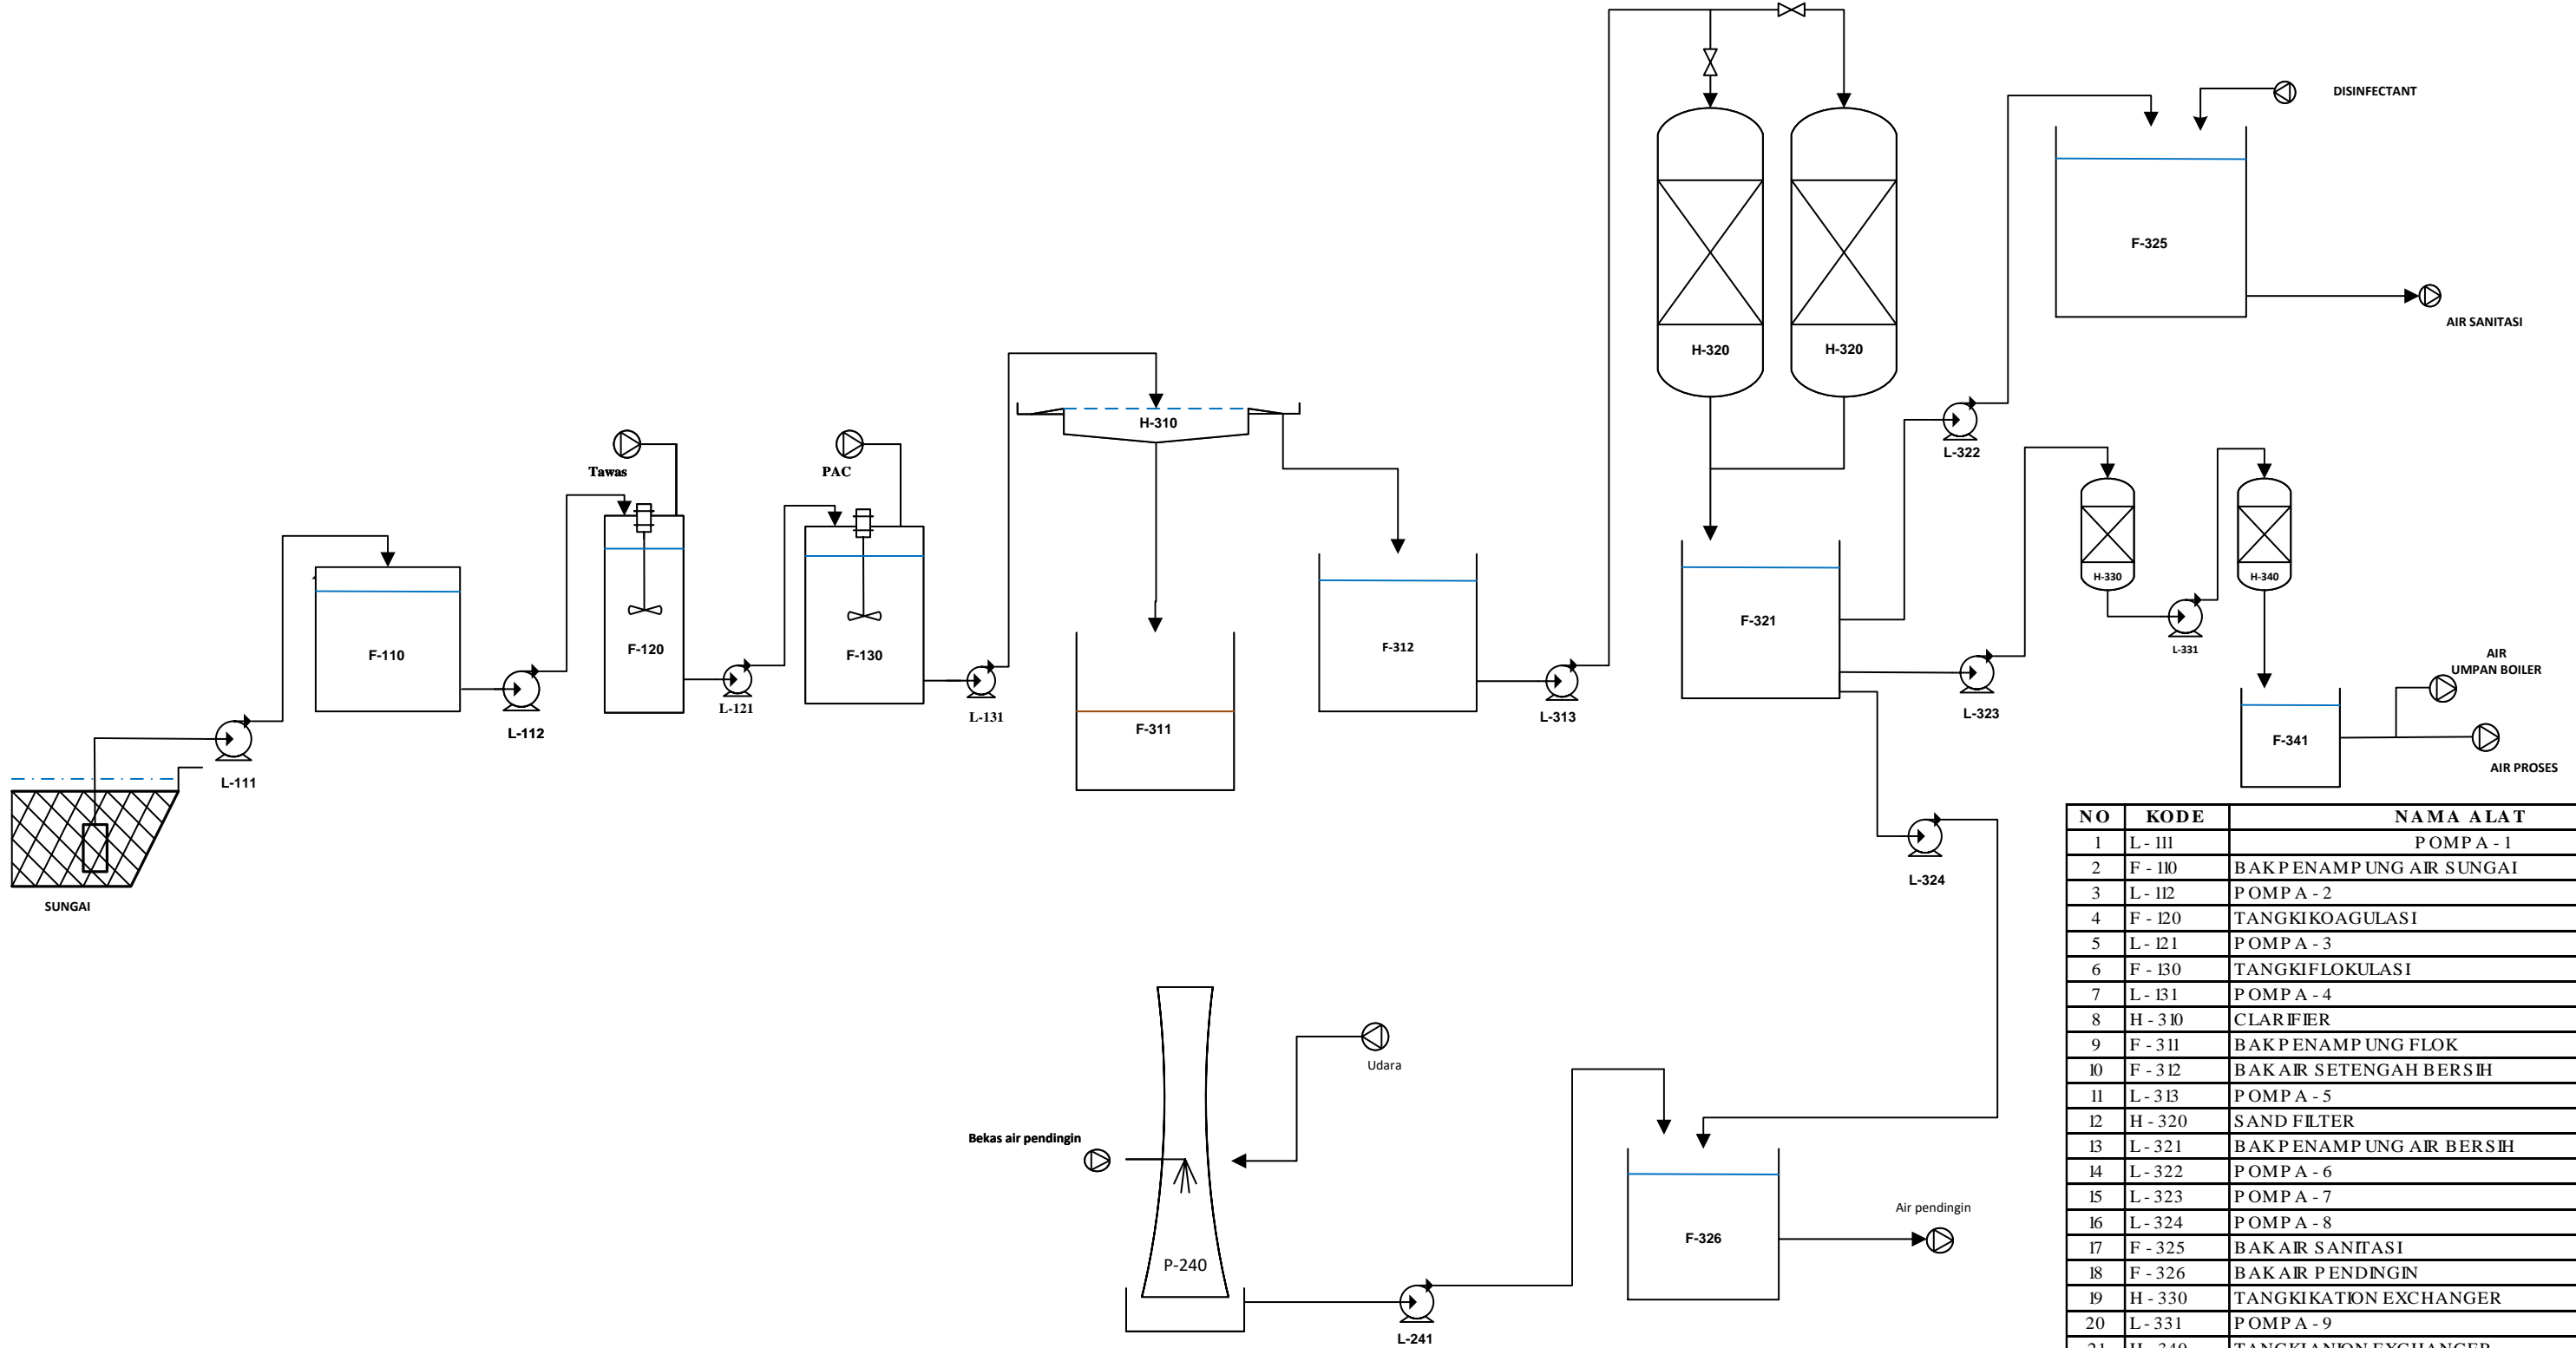 DISINFECTANT
F-325
AIR SANITASI
H-320
H-320
L-322
H-310
Tawas
PAC
H-330
H-340
L-331
F-110
F-120
F-130
F-312
F-321
L-112
L-121
L-131
F-311
L-313
L-323
AIR
UMPAN BOILER
F-341
AIR PROSES
L-111
SUNGAI
L-324
Udara
Bekas air pendingin
P-240
L-241
F-326
Air pendingin
NO KODE NAMA ALAT
1 L - 111 POMPA - 1
2 F - 110 BAK PENAMPUNG AIR SUNGAI
3 L - 112 POMPA - 2
4 F - 120 TANGKI KOAGULASI
5 L - 121 POMPA - 3
6 F - 130 TANGKI FLOKULASI
7 L - 131 POMPA - 4
8 H - 310 CLARIFIER
9 F - 311 BAK PENAMPUNG FLOK
10 F - 312 BAK AIR SETENGAH BERSIH
11 L - 313 POMPA - 5
12 H - 320 SAND FILTER
13 L - 321 BAK PENAMPUNG AIR BERSIH
14 L - 322 POMPA - 6
15 L - 323 POMPA - 7
16 L - 324 POMPA - 8
17 F - 325 BAK AIR SANITASI
18 F - 326 BAK AIR PENDINGIN
19 H - 330 TANGKI KATION EXCHANGER
20 L - 331 POMPA - 9
21 H - 340 TANGKI ANION EXCHANGER